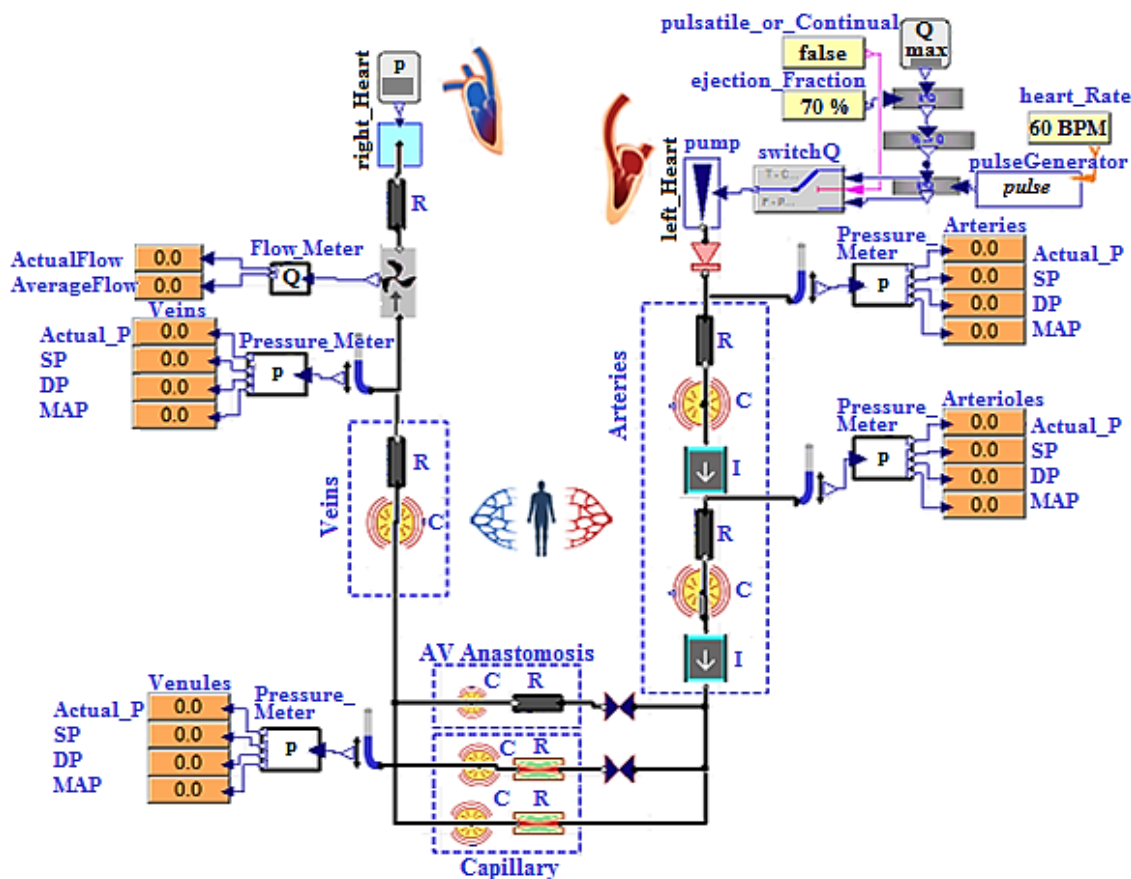 pulsatile_or_Continual
false
Q
max
ejection_Fraction
70 %
heart_Rate
60 BPM
p
right_Heart
pump
switchQ
pulseGenerator
pulse
left_Heart
R
Flow_Meter
ActualFlow
0.0
Q
AverageFlow
0.0
Pressure_
Meter
p
Arteries
0.0
Actual_P
0.0
SP
0.0
DP
0.0
MAP
Veins
Actual_P
0.0
SP
0.0
DP
0.0
MAP
0.0
Pressure_Meter
p
Arteries
R
C
I
R
C
I
Pressure_
Meter
p
Arterioles
0.0
Actual_P
0.0
SP
0.0
DP
0.0
MAP
Veins
R
C
AV Anastomosis
C
R
Venules
Actual_P
0.0
SP
0.0
DP
0.0
MAP
0.0
Pressure_
Meter
p
C
R
C
R
Capillary